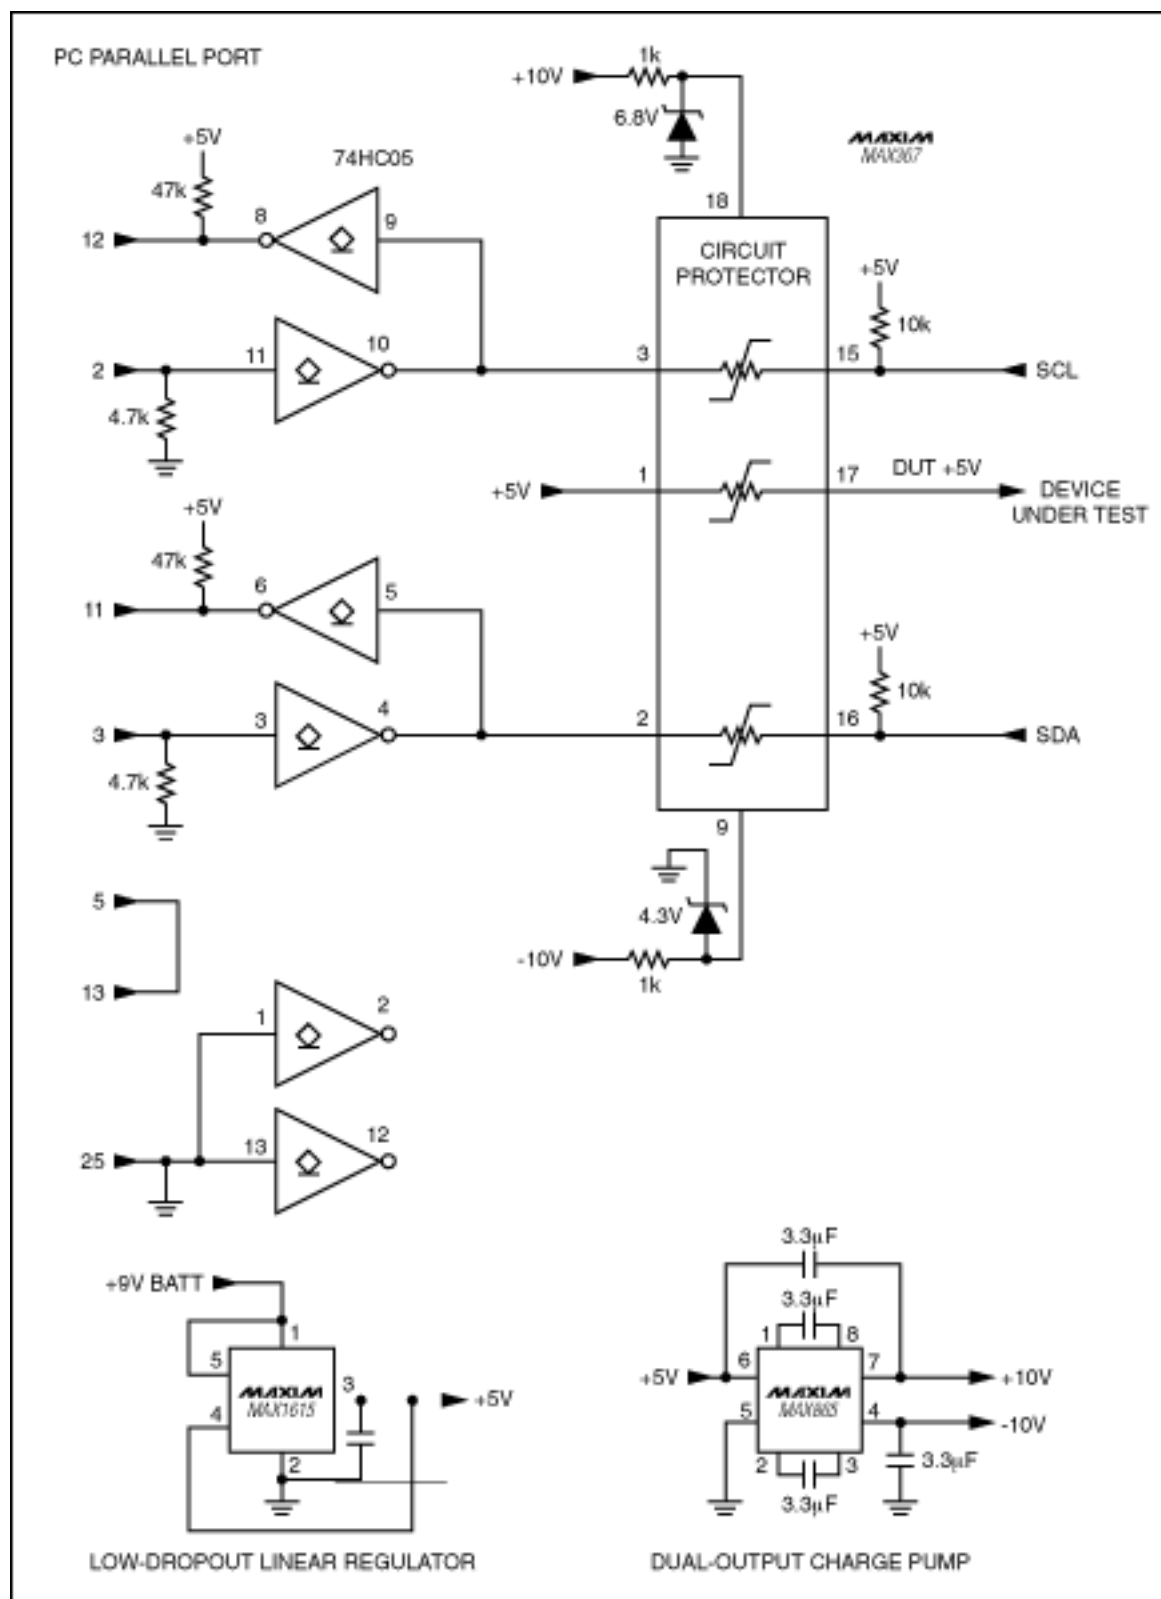 PC PARALLEL PORT
+10V
1k
6.8V
MAXIM
MAX367
+5V
47k
74HC05
12
8
9
18
CIRCUIT
PROTECTOR
+5V
10k
2
11
10
3
15
SCL
4.7k
+5V
1
17
DUT +5V
DEVICE
UNDER TEST
+5V
47k
11
6
5
+5V
10k
3
3
4
2
16
SDA
4.7k
9
5
4.3V
-10V
1k
13
1
2
25
13
12
+9V BATT
1
5
MAXIM
MAX1615
3
+5V
4
2
LOW-DROPOUT LINEAR REGULATOR
3.3µF
3.3µF
1
8
+5V
6
7
+10V
MAXIM
MAX865
5
4
-10V
2
3
3.3µF
3.3µF
DUAL-OUTPUT CHARGE PUMP